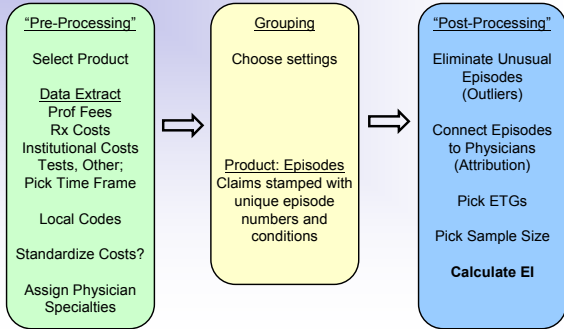 “Pre-Processing”
Select Product
Data Extract
Prof Fees
Rx Costs
Institutional Costs
Tests, Other;
Pick Time Frame
Local Codes
Standardize Costs?
Assign Physician
Specialties
Grouping
Choose settings
Product: Episodes
Claims stamped with
unique episode
numbers and
conditions
“Post-Processing”
Eliminate Unusual
Episodes
(Outliers)
Connect Episodes
to Physicians
(Attribution)
Pick ETGs
Pick Sample Size
Calculate EI